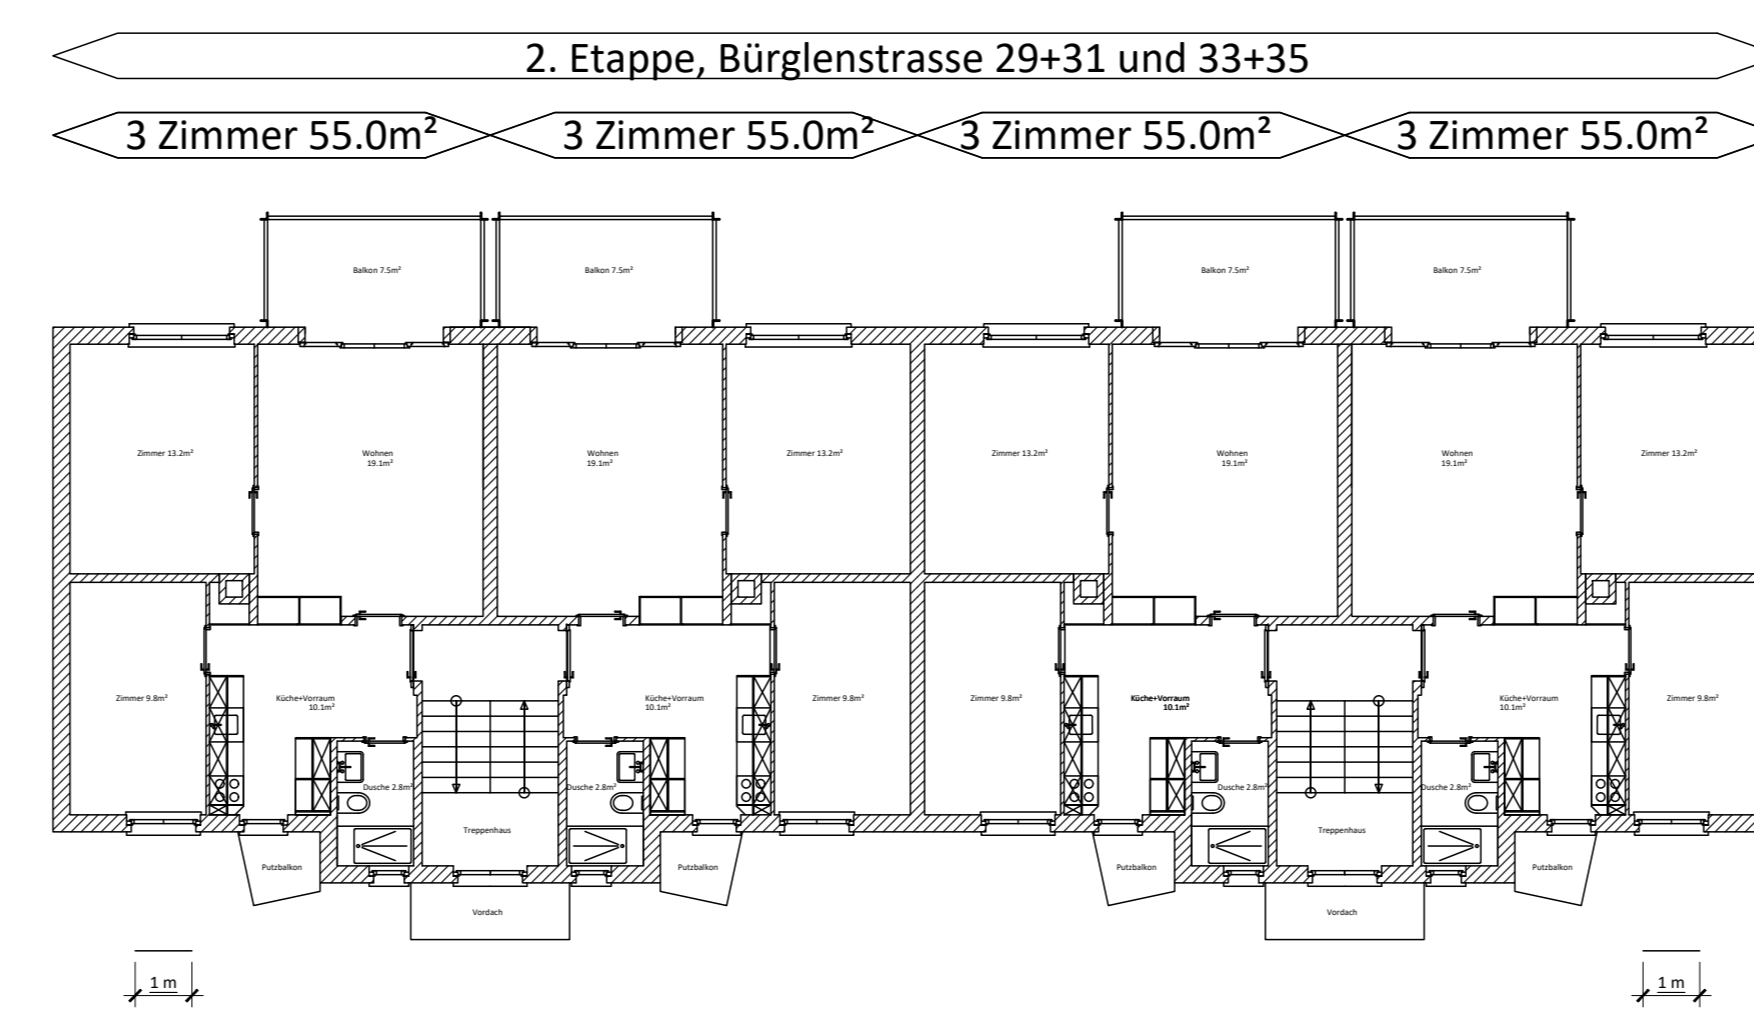 2. Etappe, Bürglenstrasse 29+31 und 33+35
3 Zimmer 55.0m² 3 Zimmer 55.0m² 3 Zimmer 55.0m² 3 Zimmer 55.0m²
Balkon 7.5m² Balkon 7.5m² Balkon 7.5m² Balkon 7.5m²
Zimmer 13.2m² Wohnen Wohnen Zimmer 13.2m² Zimmer 13.2m² Wohnen Wohnen Zimmer 13.2m²
19.1m² 19.1m² 19.1m² 19.1m²
Zimmer 9.8m² Küche+Vorraum Küche+Vorraum Zimmer 9.8m² Zimmer 9.8m² Küche+Vorraum Küche+Vorraum Zimmer 9.8m²
10.1m² 10.1m² 10.1m² 10.1m²
Dusche 2.8m² Dusche 2.8m² Dusche 2.8m² Dusche 2.8m²
Treppenhaus Treppenhaus
Putzbalkon Putzbalkon Putzbalkon Putzbalkon
Vordach Vordach
1 m 1 m